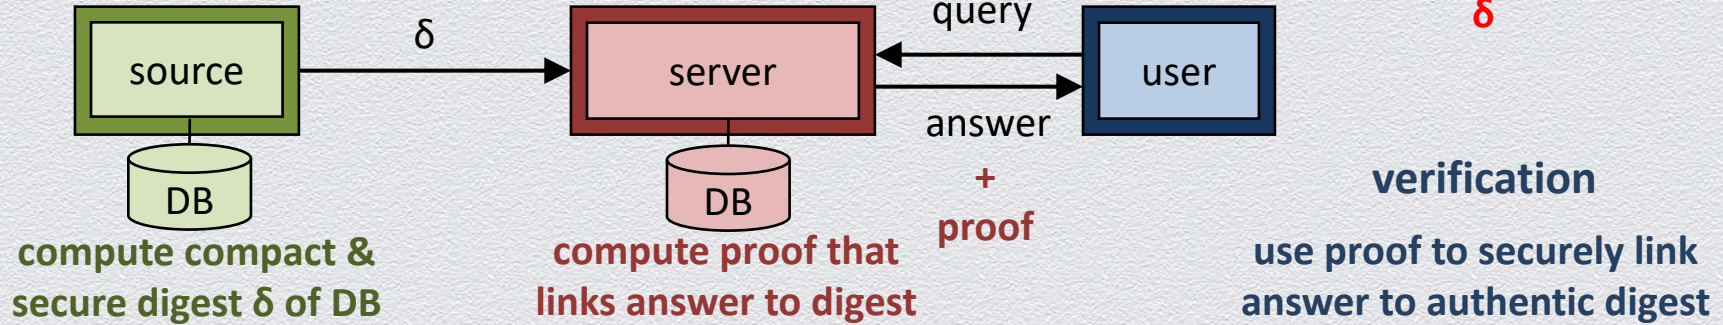 query
δ
δ
source
server
user
answer
DB
DB
+
proof
verification
compute compact &
secure digest δ of DB
compute proof that
links answer to digest
use proof to securely link
answer to authentic digest